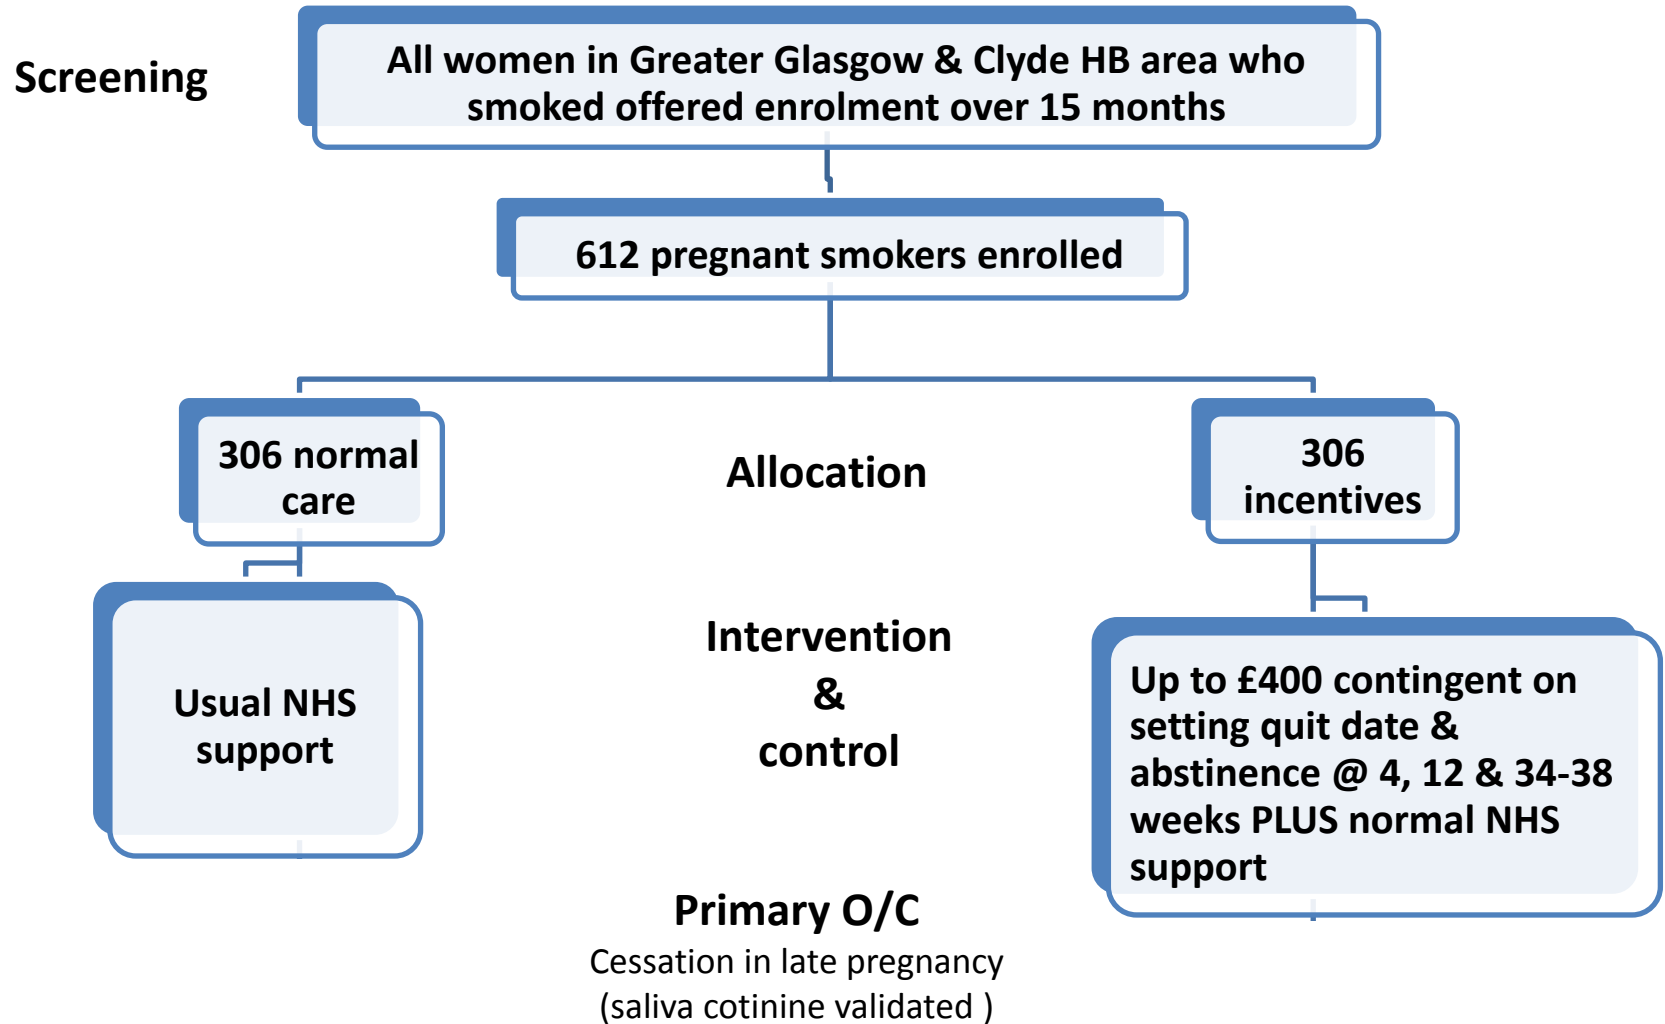 Screening
All women in Greater Glasgow & Clyde HB area who
smoked offered enrolment over 15 months
612 pregnant smokers enrolled
306 normal
care
Allocation
306
incentives
Usual NHS
support
Intervention
&
control
Up to £400 contingent on
setting quit date &
abstinence @ 4, 12 & 34-38
weeks PLUS normal NHS
support
Primary O/C
Cessation in late pregnancy
(saliva cotinine validated )